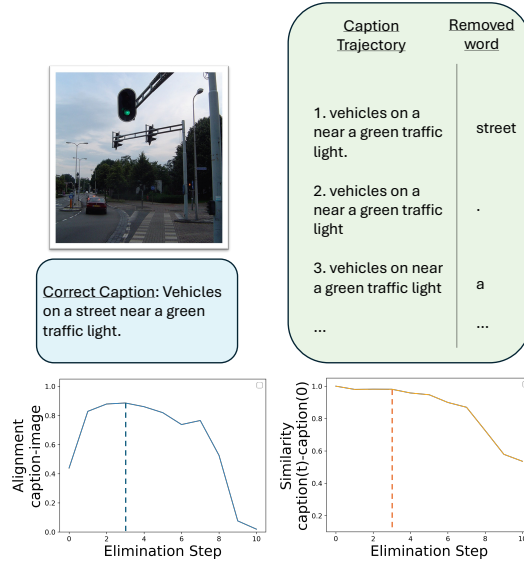 Caption
Trajectory
Removed
word
1. vehicles on a
near a green traffic
light.
street
2. vehicles on a
near a green traffic
light
.
3. vehicles on near
a green traffic light
a
...
...
Correct Caption: Vehicles
on a street near a green
traffic light.
Alignment
caption-image
1.0
0.8
0.6
0.4
0.2
0.0
0 2 4 6 8 10
Elimination Step
Similarity
caption(t)-caption(0)
1.0
0.8
0.6
0.4
0.2
0 2 4 6 8 10
Elimination Step